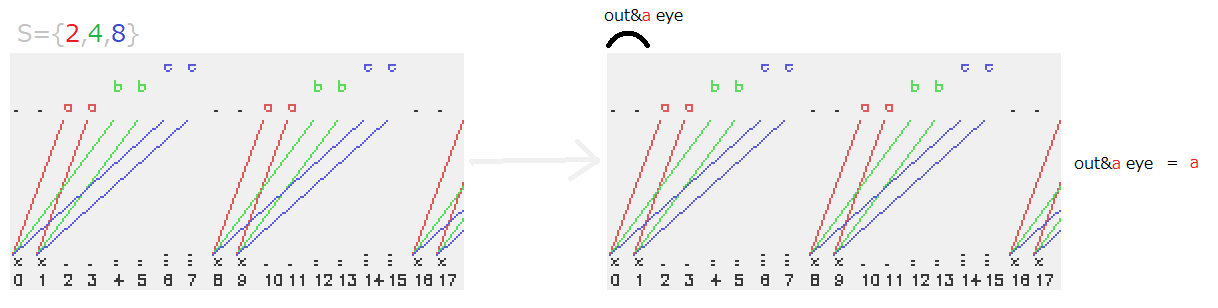 S={2,4,8}
c c c c
b b b b
- - a a - - a a - -
x x - - = = ≡ ≡ x x - - = = ≡ ≡ x x
0 1 2 3 4 5 6 7 8 9 10 11 12 13 14 15 16 17
out&a eye
c c c c
b b b b
- - a a - - a a - -
x x - - = = ≡ ≡ x x - - = = ≡ ≡ x x
0 1 2 3 4 5 6 7 8 9 10 11 12 13 14 15 16 17
out&a eye = a